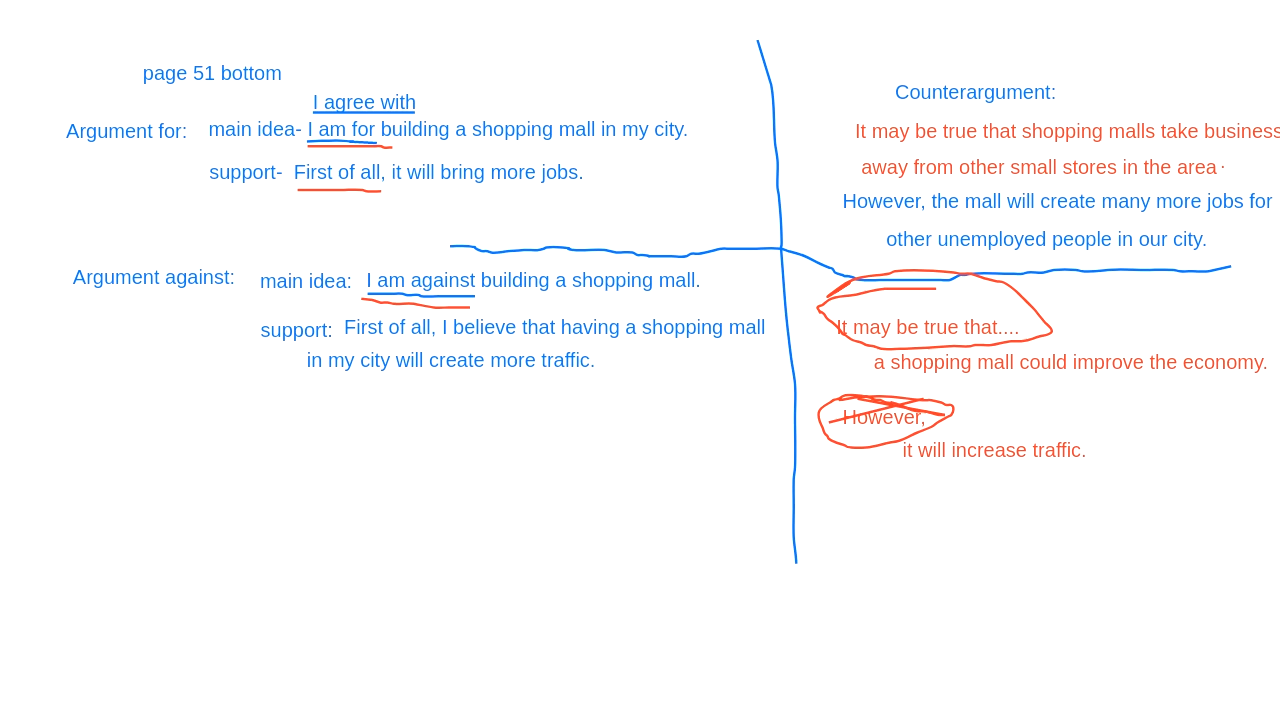 page 51 bottom
I agree with
Argument for: main idea- I am for building a shopping mall in my city.
support- First of all, it will bring more jobs.
Argument against: main idea: I am against building a shopping mall.
support: First of all, I believe that having a shopping mall
in my city will create more traffic.
Counterargument:
It may be true that shopping malls take business
away from other small stores in the area.
However, the mall will create many more jobs for
other unemployed people in our city.
It may be true that....
a shopping mall could improve the economy.
However,
it will increase traffic.